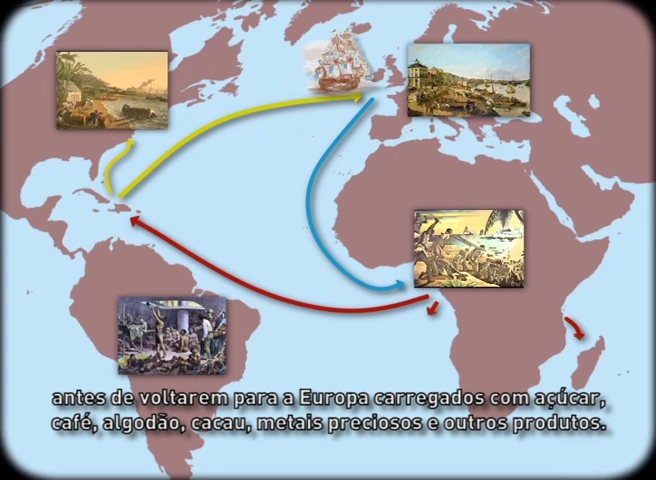 antes de voltarem para a Europa carregados com açúcar,
café, algodão, cacau, metais preciosos e outros produtos.